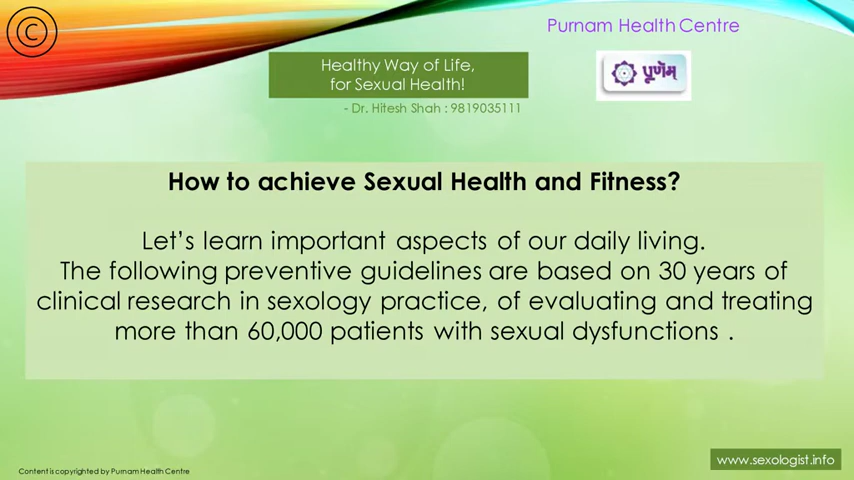 ©
Purnam Health Centre
Healthy Way of Life,
for Sexual Health!
- Dr. Hitesh Shah : 9819035111
पूर्णम्
How to achieve Sexual Health and Fitness?
Let's learn important aspects of our daily living.
The following preventive guidelines are based on 30 years of
clinical research in sexology practice, of evaluating and treating
more than 60,000 patients with sexual dysfunctions .
www.sexologist.info
Content is copyrighted by Purnam Health Centre